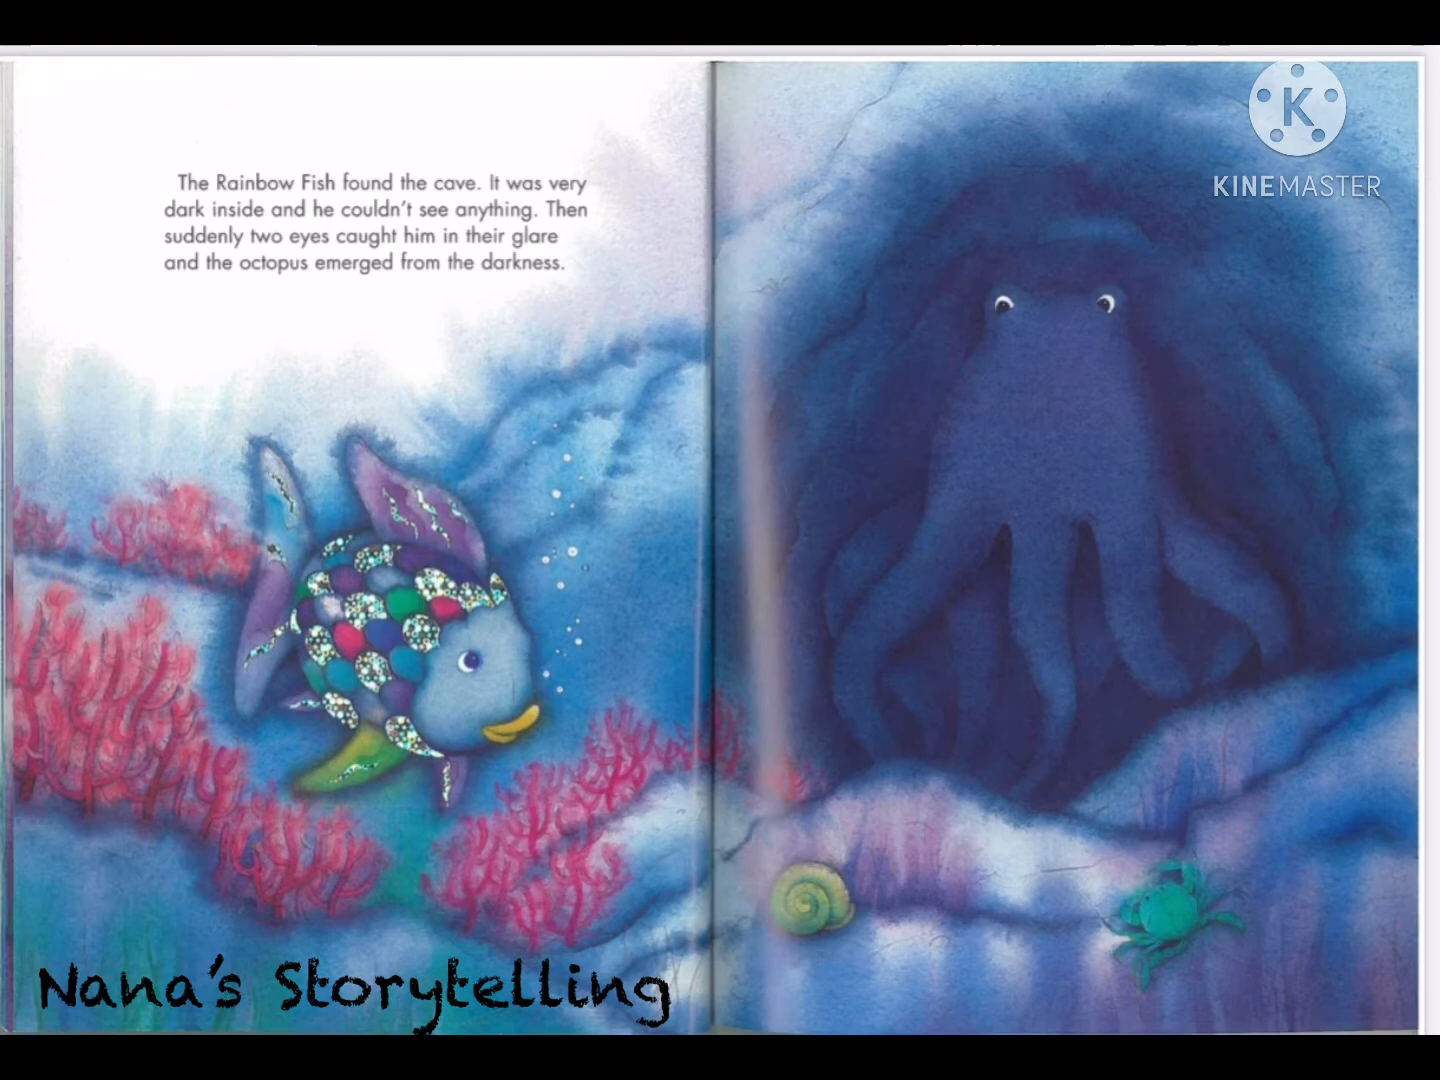 The Rainbow Fish found the cave. It was very
dark inside and he couldn't see anything. Then
suddenly two eyes caught him in their glare
and the octopus emerged from the darkness.
K
KINEMASTER
Nana's Storytelling